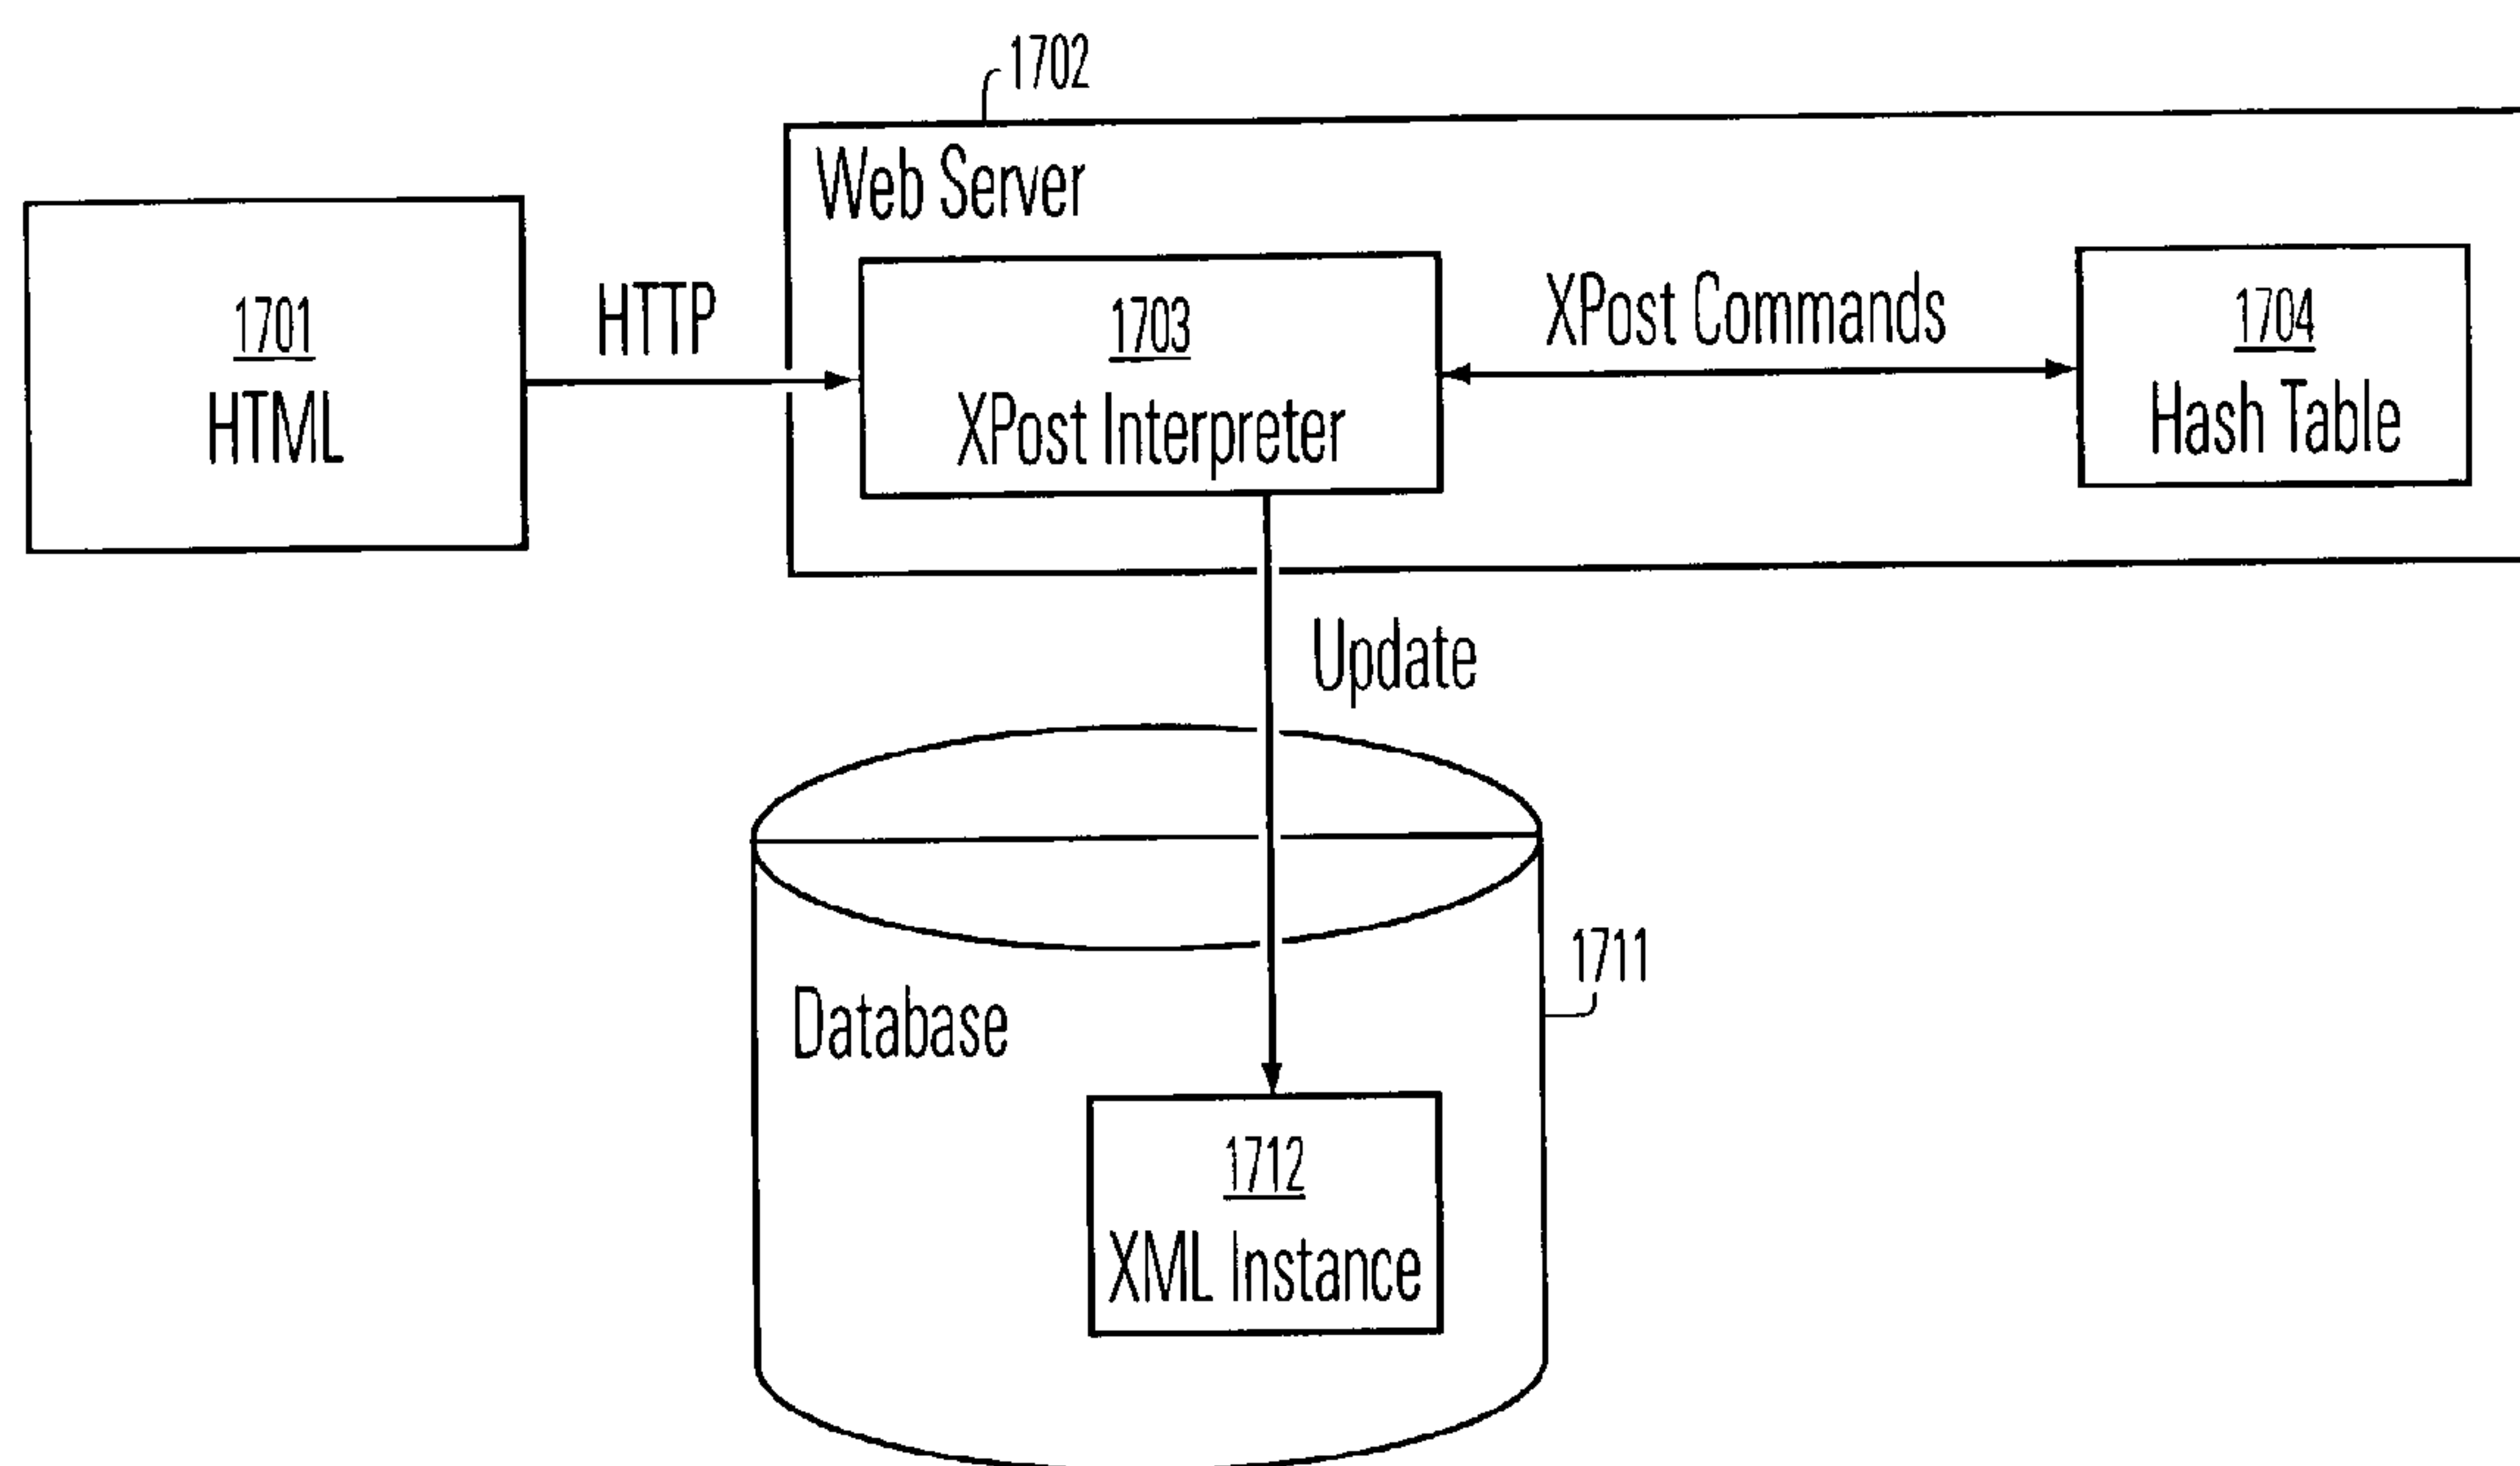 1702
Web Server
1701
HTML
HTTP
1703
XPost Interpreter
XPost Commands
1704
Hash Table
Update
1711
Database
1712
XML Instance